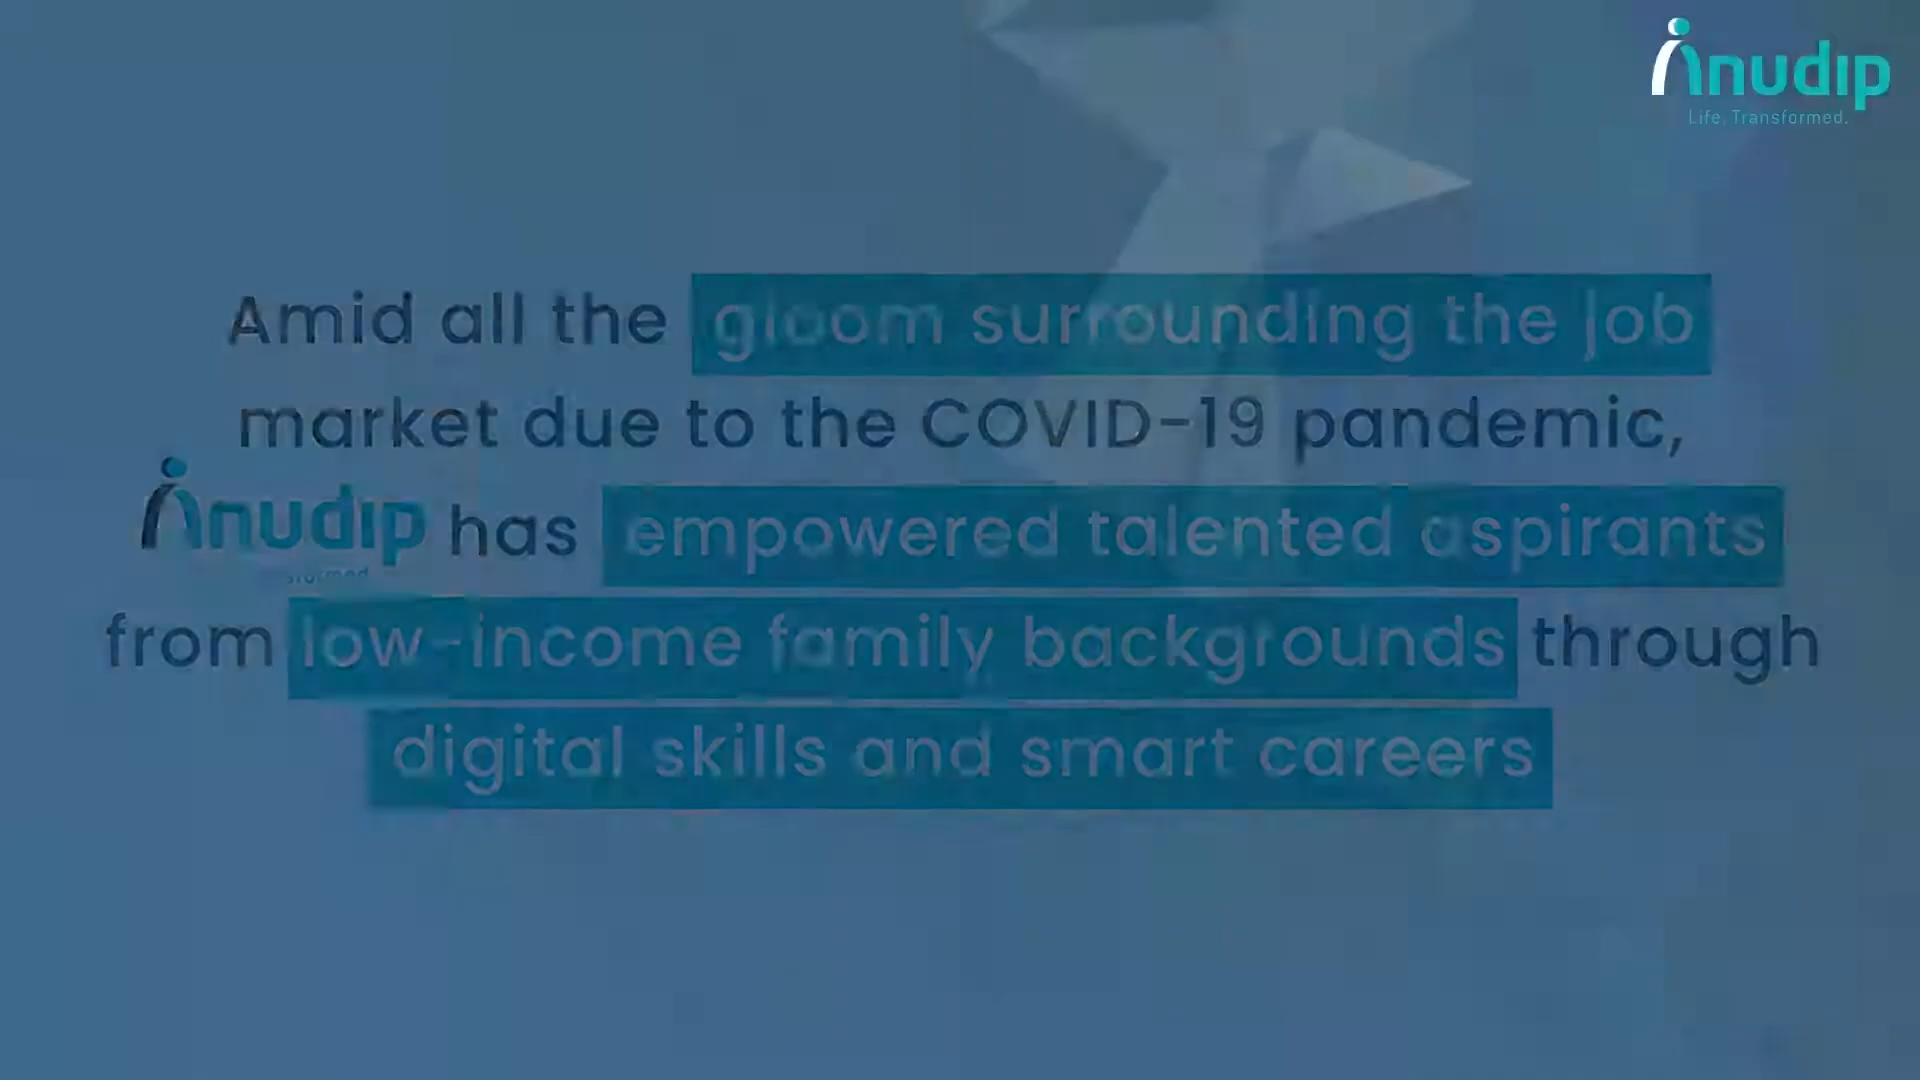 Anudip
Life. Transformed.
Amid all the gloom surrounding the job
market due to the COVID-19 pandemic,
Anudip has empowered talented aspirants
from low-income family backgrounds through
digital skills and smart careers